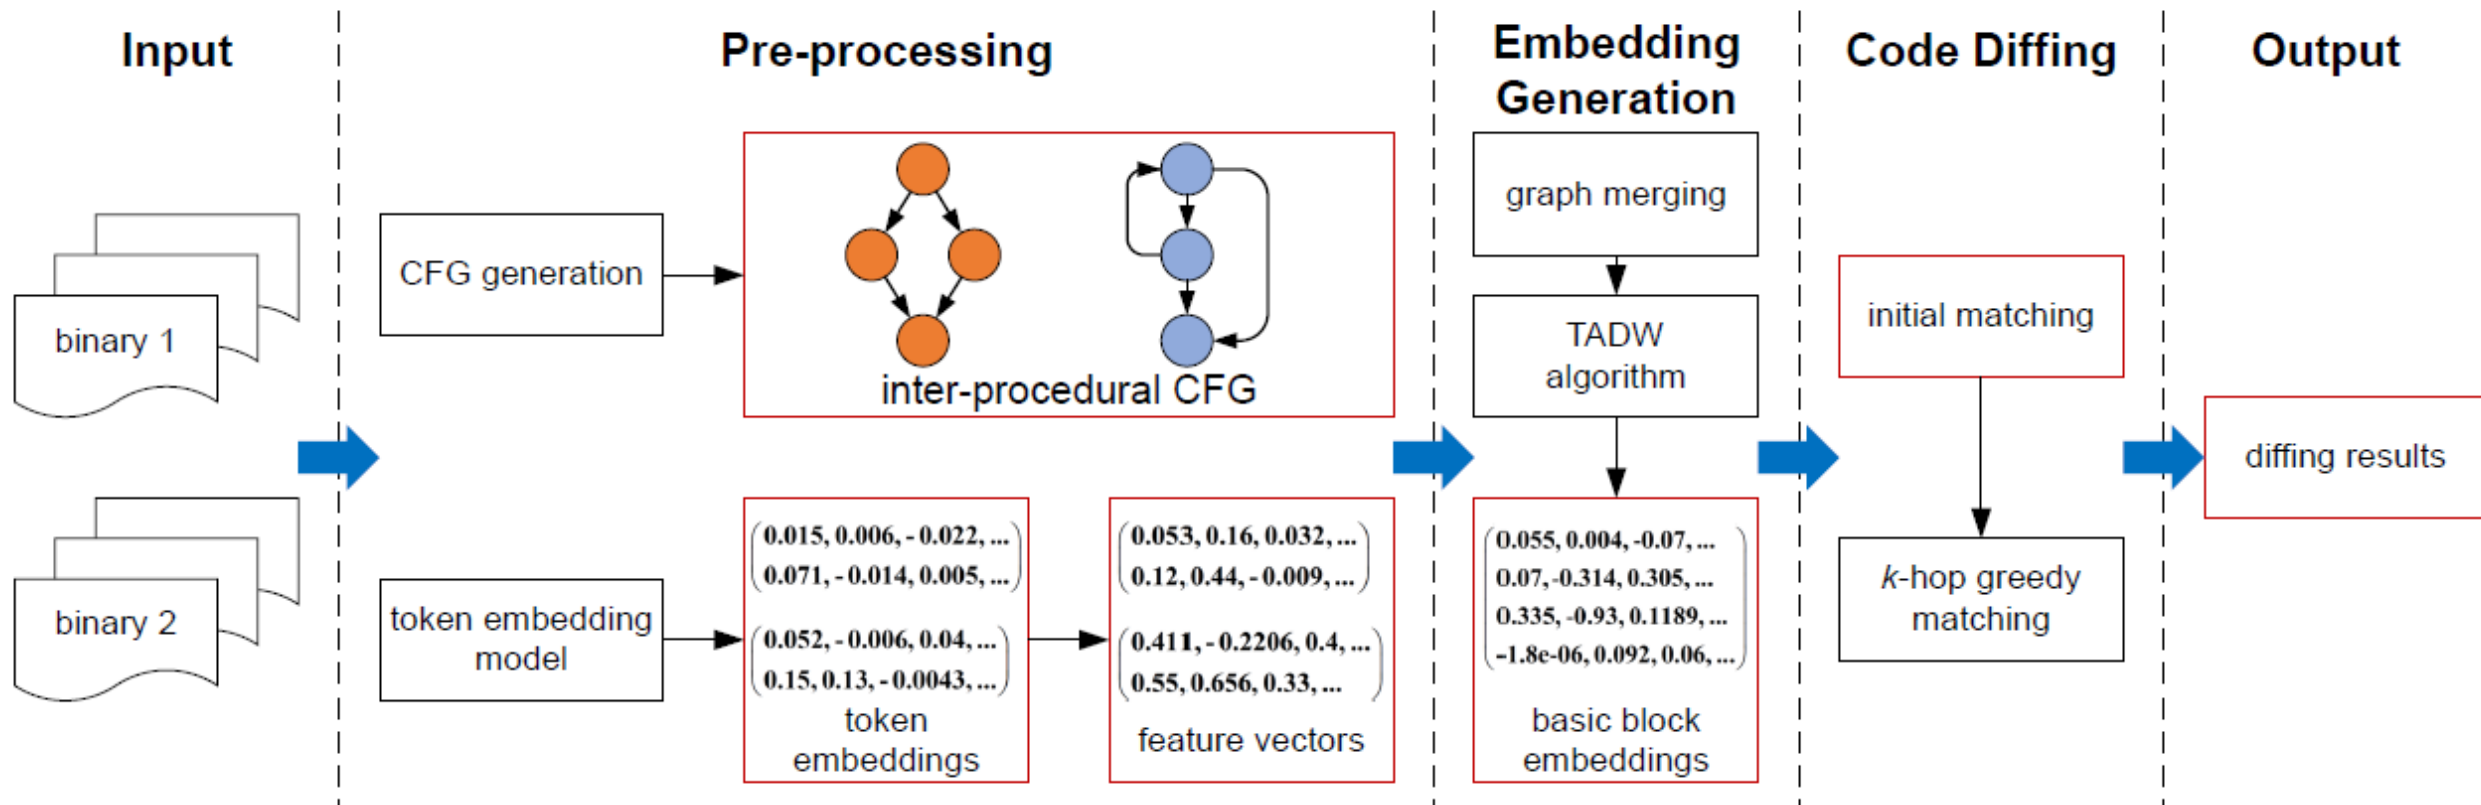 Input
Pre-processing
Embedding
Generation
Code Diffing
Output
binary 1
binary 2
CFG generation
inter-procedural CFG
token embedding
model
0.015, 0.006, - 0.022, ...
0.071, - 0.014, 0.005, ...
0.052, - 0.006, 0.04, ...
0.15, 0.13, - 0.0043, ...
token
embeddings
0.053, 0.16, 0.032, ...
0.12, 0.44, - 0.009, ...
0.411, - 0.2206, 0.4, ...
0.55, 0.656, 0.33, ...
feature vectors
graph merging
TADW
algorithm
0.055, 0.004, -0.07, ...
0.07, -0.314, 0.305, ...
0.335, -0.93, 0.1189, ...
-1.8e-06, 0.092, 0.06, ...
basic block
embeddings
initial matching
k-hop greedy
matching
diffing results